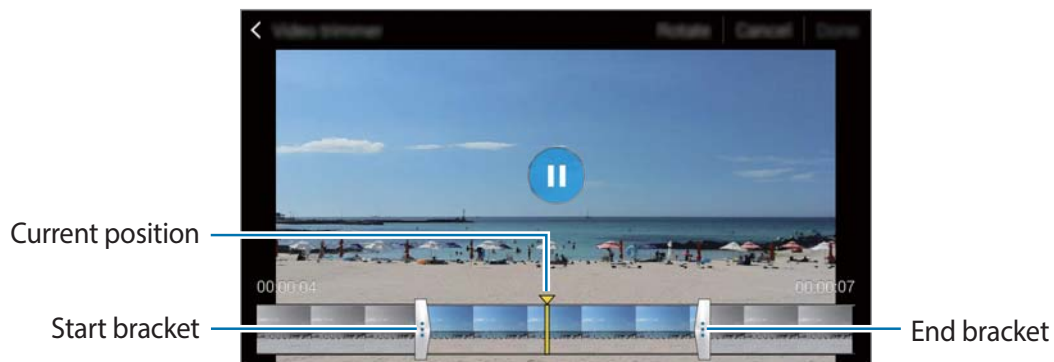 Video trimmer
Rotate
Cancel
Done
Current position
00:00:04
00:00:07
Start bracket
End bracket